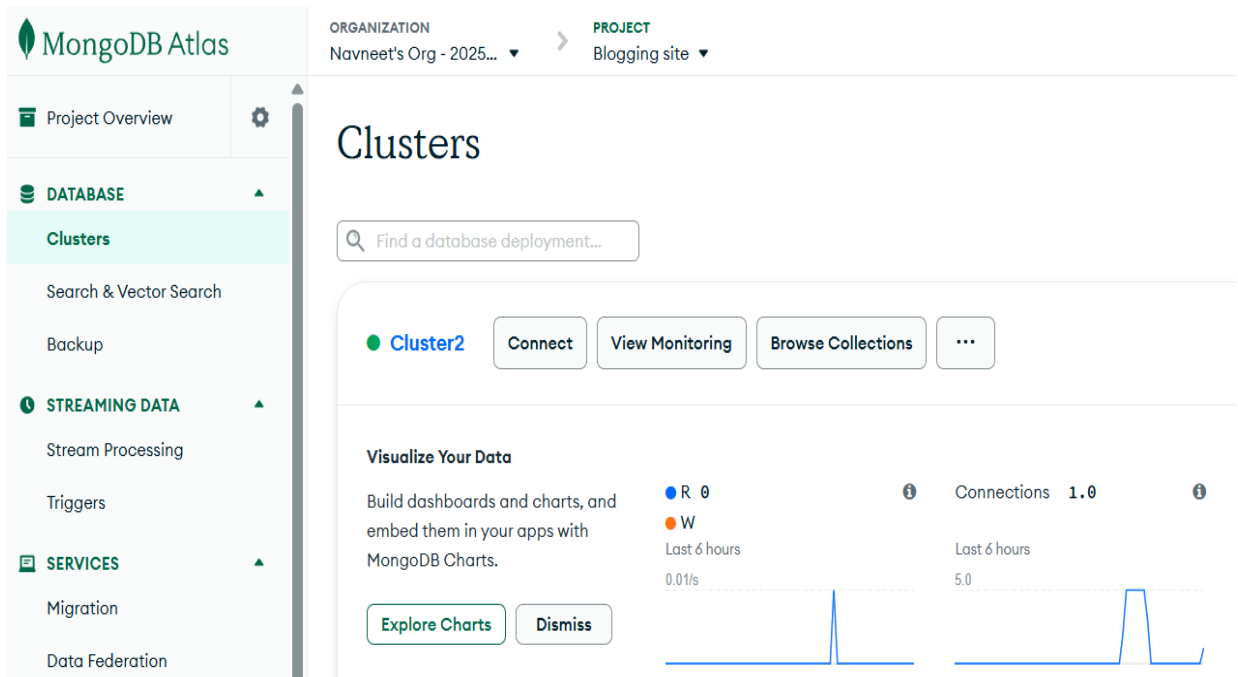 MongoDB Atlas
ORGANIZATION
Navneet's Org - 2025...
PROJECT
Blogging site
Project Overview
DATABASE
Clusters
Search & Vector Search
Backup
STREAMING DATA
Stream Processing
Triggers
SERVICES
Migration
Data Federation
Clusters
Find a database deployment...
Cluster2
Connect
View Monitoring
Browse Collections
...
Visualize Your Data
Build dashboards and charts, and
embed them in your apps with
MongoDB Charts.
Explore Charts
Dismiss
R 0
W
Last 6 hours
0.01/s
Connections 1.0
Last 6 hours
5.0